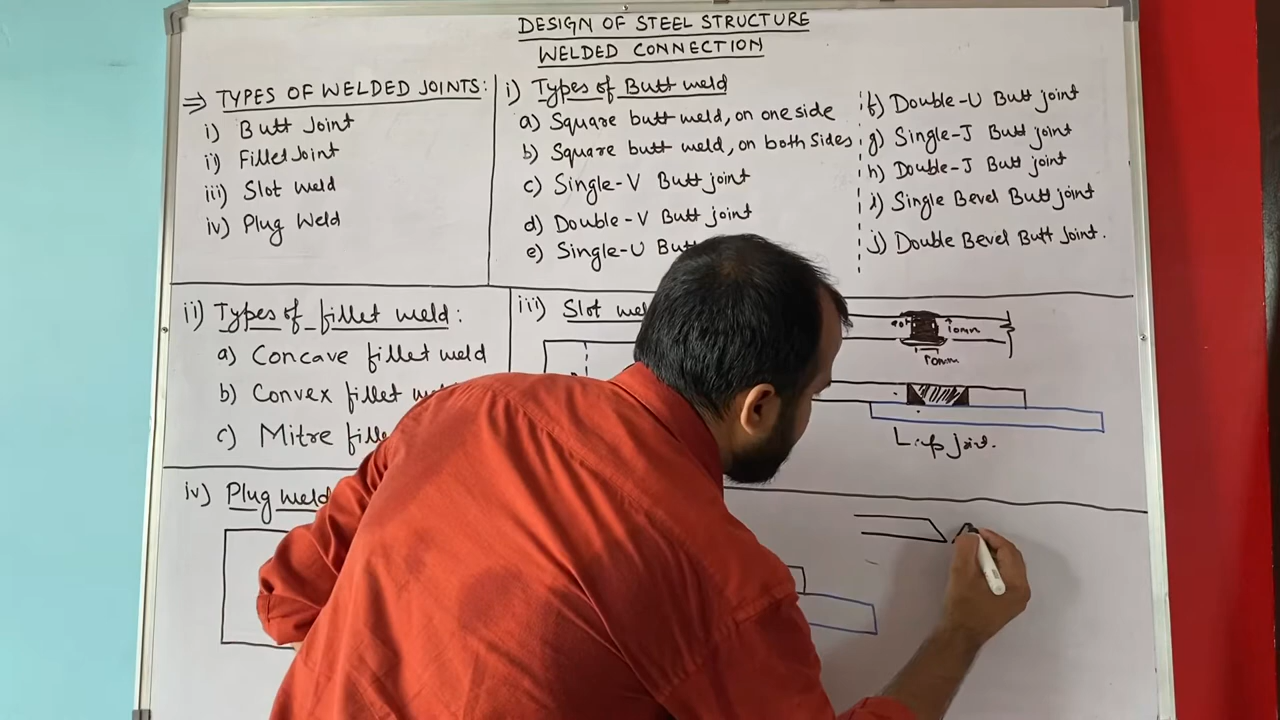 DESIGN OF STEEL STRUCTURE
WELDED CONNECTION
⇒ TYPES OF WELDED JOINTS:
i) Butt Joint
ii) Fillet Joint
iii) Slot Weld
iv) Plug Weld
i) Types of Butt weld
a) Square butt weld, on one side
b) Square butt weld, on both Sides
c) Single-V Butt joint
d) Double-V Butt joint
e) Single-U Butt
f) Double-U Butt joint
g) Single-J Butt joint
h) Double-J Butt joint
i) Single Bevel Butt joint
j) Double Bevel Butt Joint.
ii) Types of fillet weld:
a) Concave fillet weld
b) Convex fillet
c) Mitre
iii) Slot
10mm
10mm
Lap joint.
iv) Plug weld